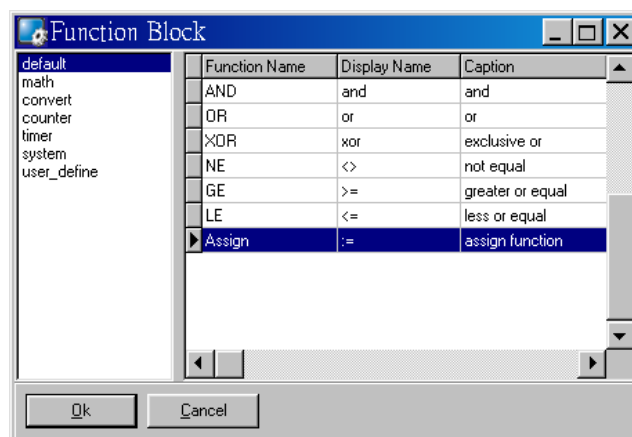 Function Block
default
math
convert
counter
timer
system
user_define
Function Name Display Name Caption
AND and and
OR or or
XOR xor exclusive or
NE <> not equal
GE >= greater or equal
LE <= less or equal
Assign := assign function
Ok Cancel